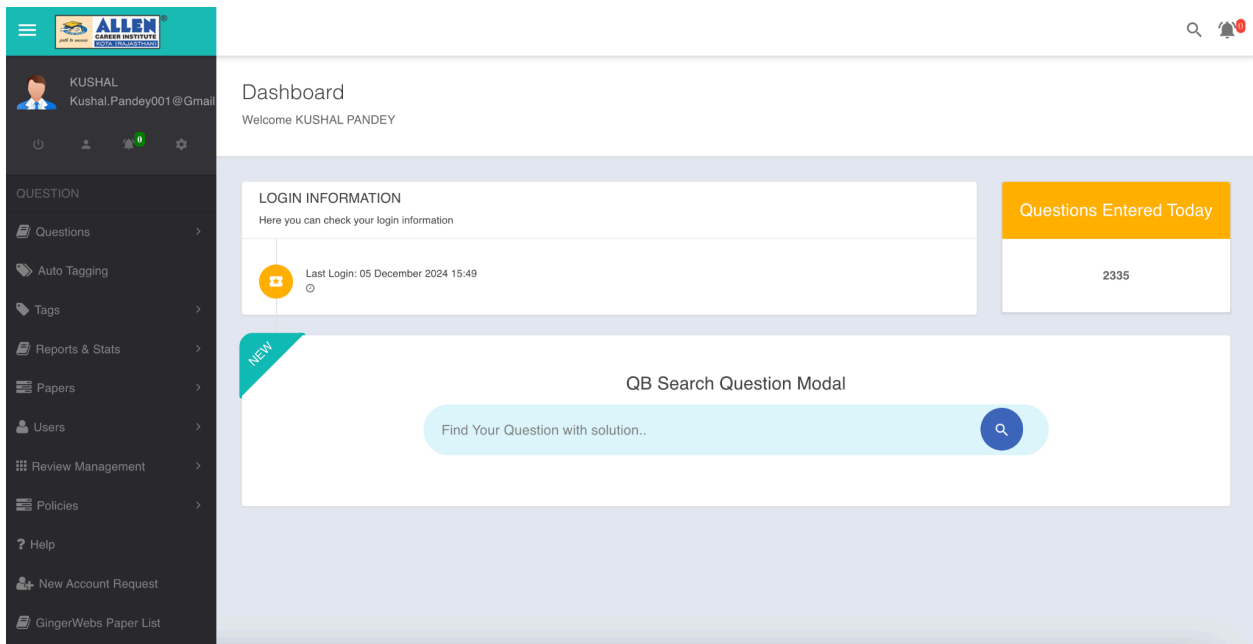 ALLEN
CAREER INSTITUTE
KOTA (RAJASTHAN)
path to success
®
0
KUSHAL
Kushal.Pandey001@Gmail
0
Dashboard
Welcome KUSHAL PANDEY
QUESTION
Questions
Auto Tagging
Tags
Reports & Stats
Papers
Users
Review Management
Policies
? Help
New Account Request
GingerWebs Paper List
LOGIN INFORMATION
Here you can check your login information
Last Login: 05 December 2024 15:49
Questions Entered Today
2335
NEW
QB Search Question Modal
Find Your Question with solution..